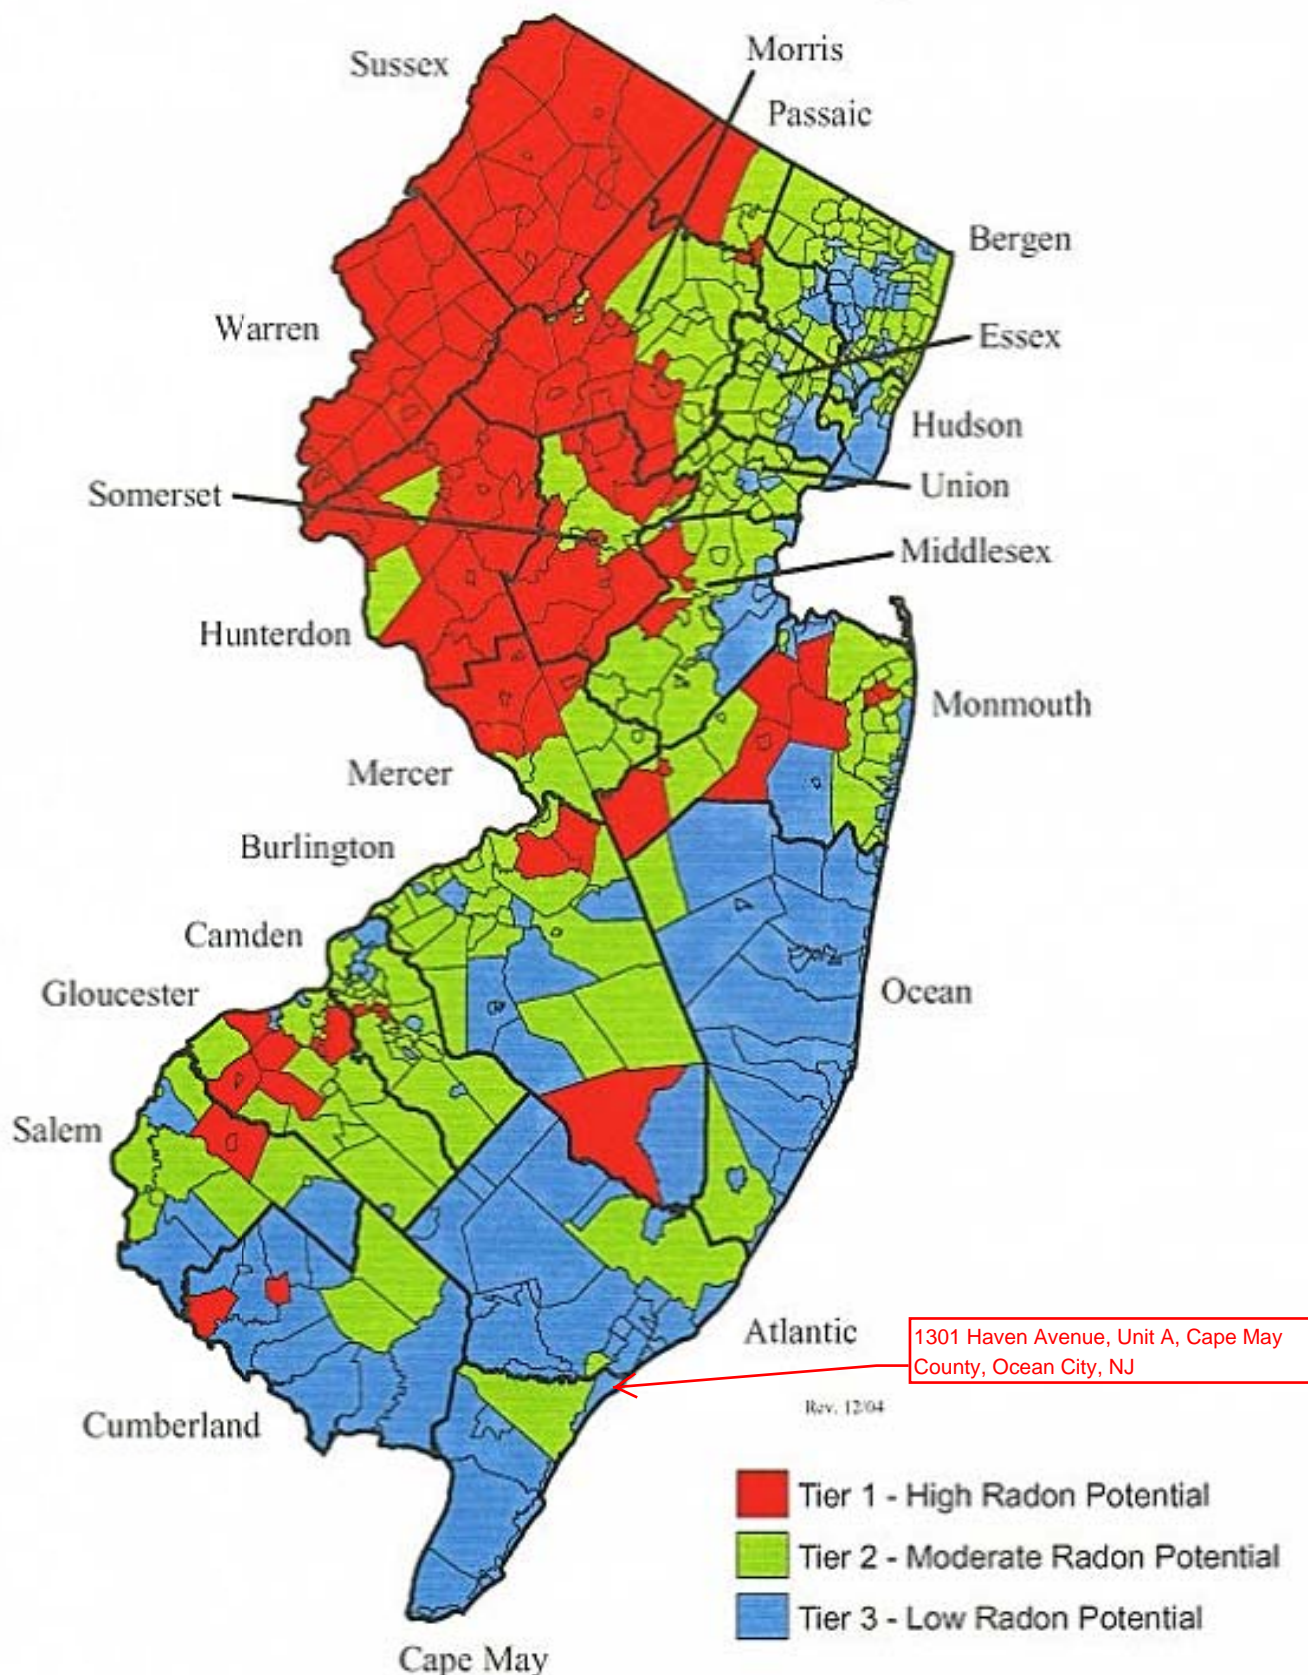 Morris
Sussex
Passaic
Bergen
Warren
Essex
Hudson
Somerset
Union
Middlesex
Hunterdon
Monmouth
Mercer
Burlington
Camden
Gloucester
Ocean
Salem
Atlantic
1301 Haven Avenue, Unit A, Cape May
County, Ocean City, NJ
Rev. 12/04
Cumberland
Tier 1 - High Radon Potential
Tier 2 - Moderate Radon Potential
Tier 3 - Low Radon Potential
Cape May